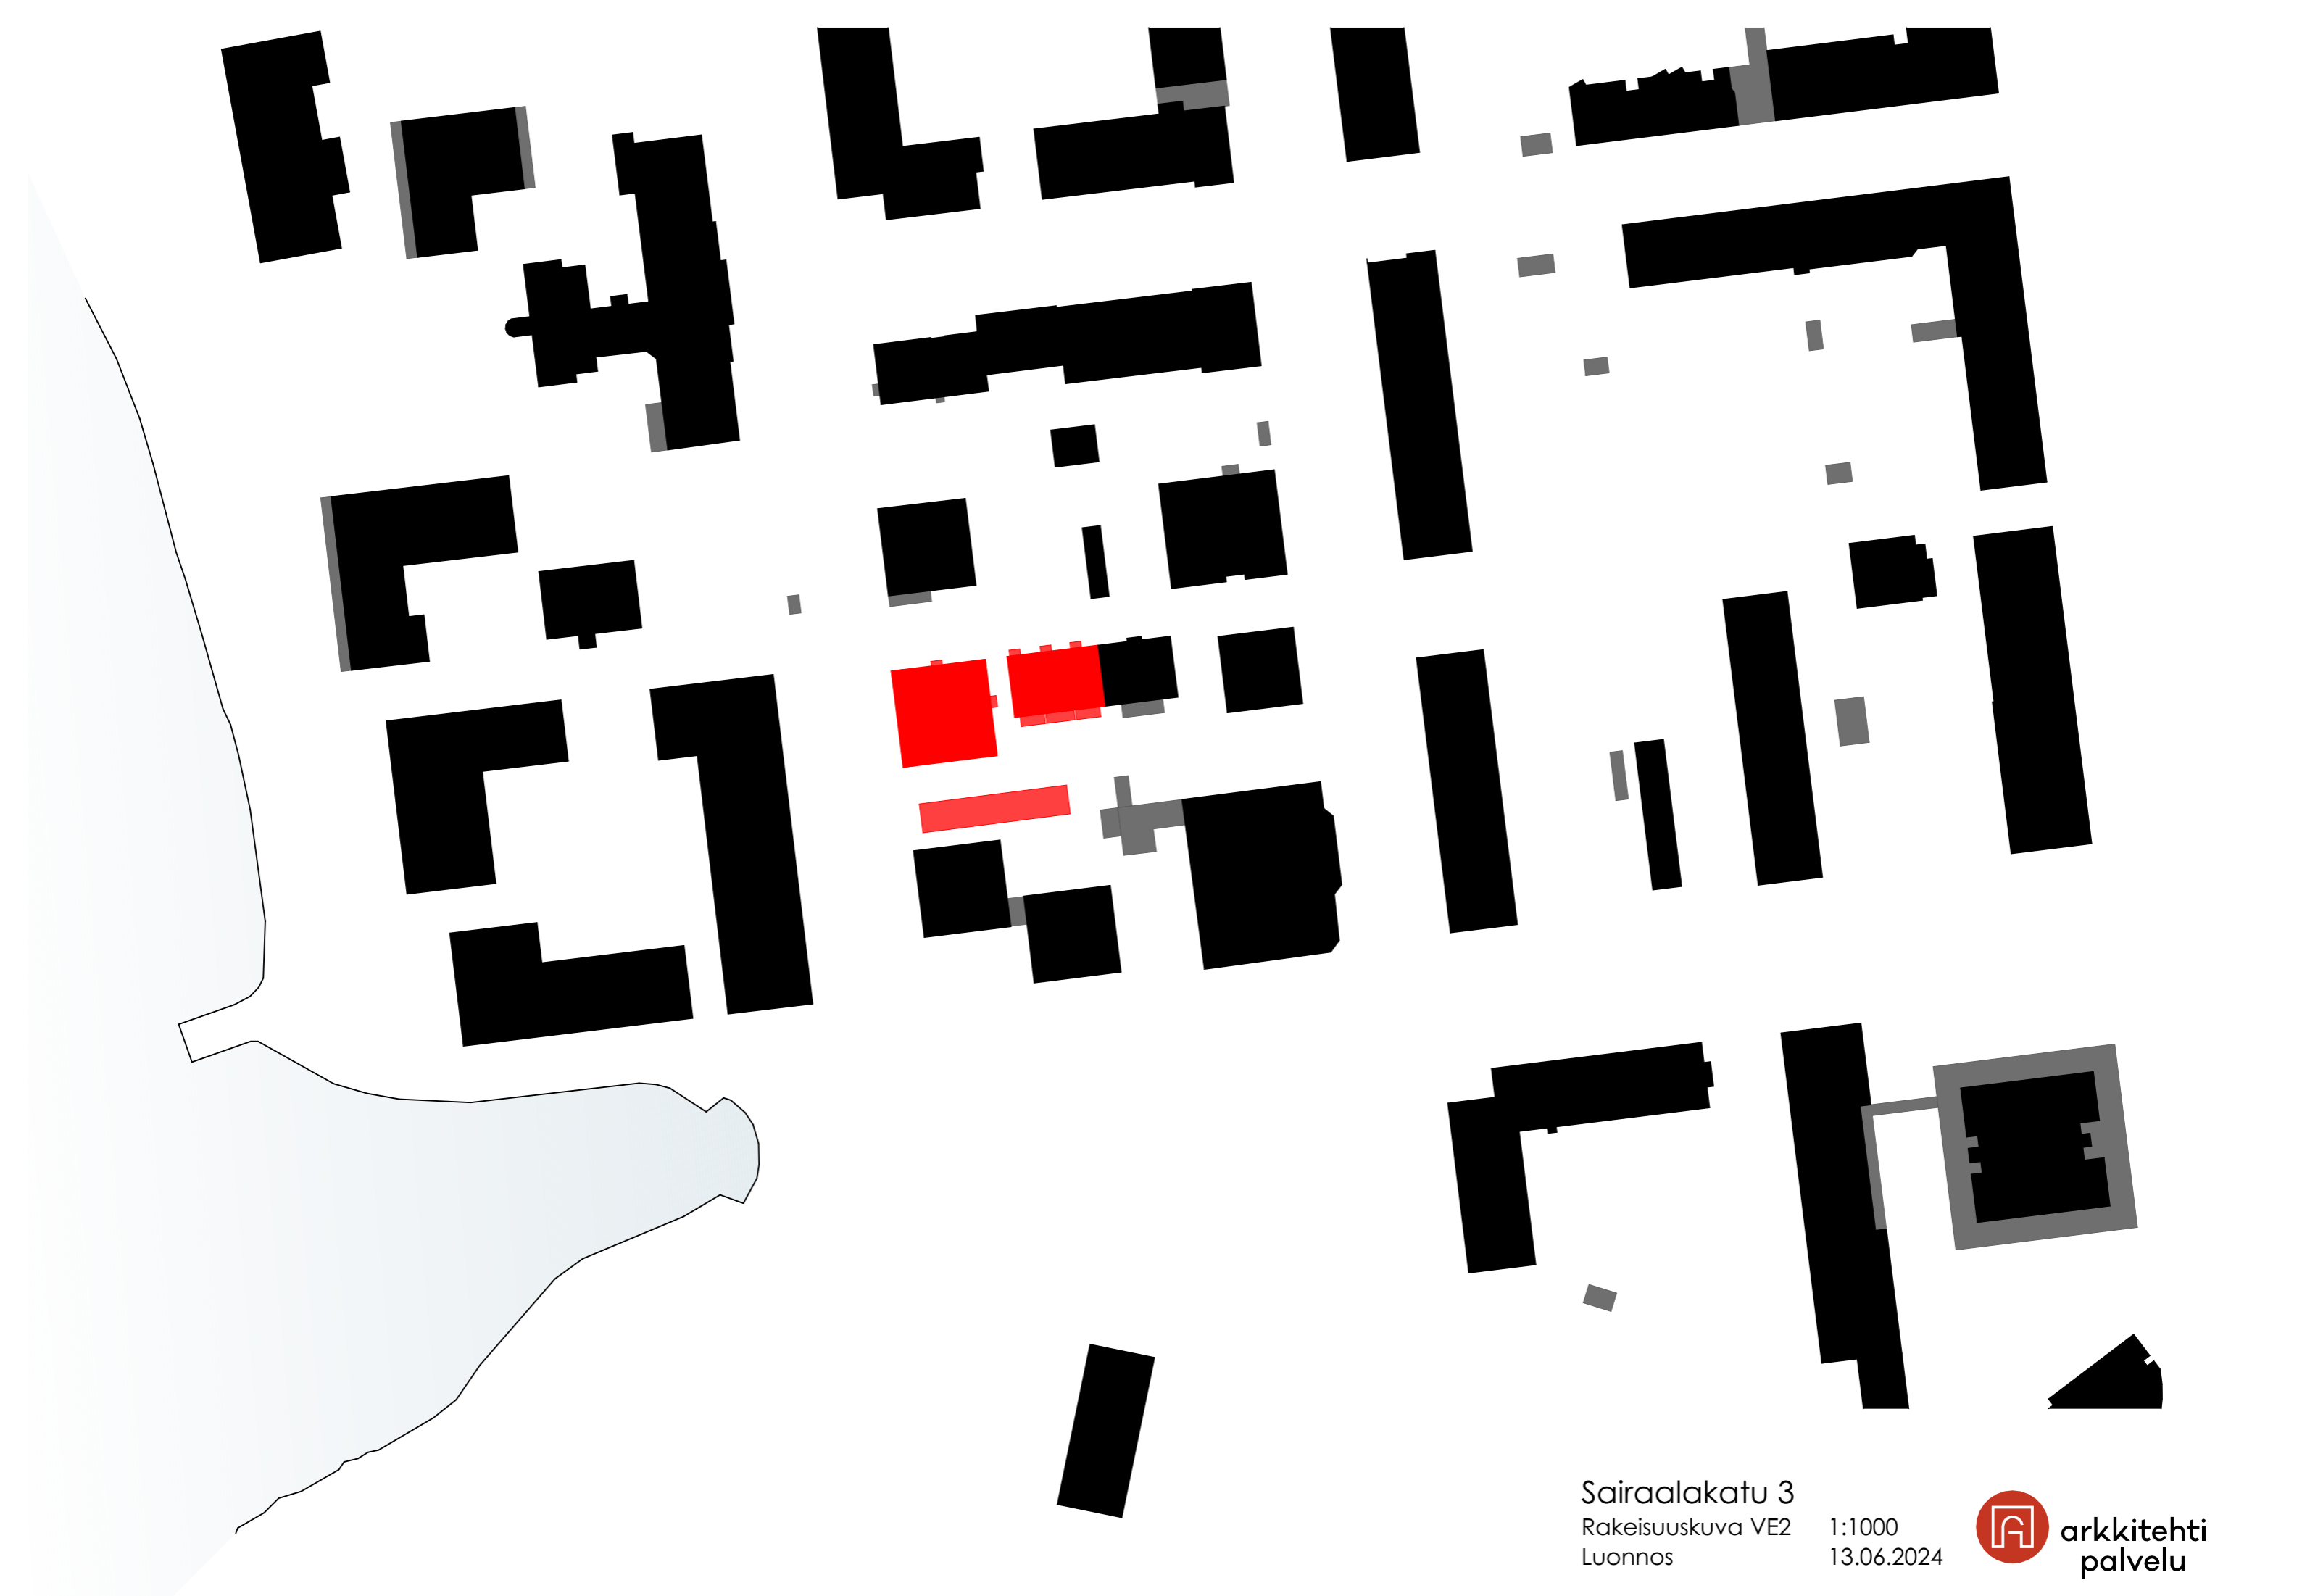 Sairaalakatu 3
Rakeisuuskuva VE2 1:1000
Luonnos 13.06.2024
arkkitehti
palvelu